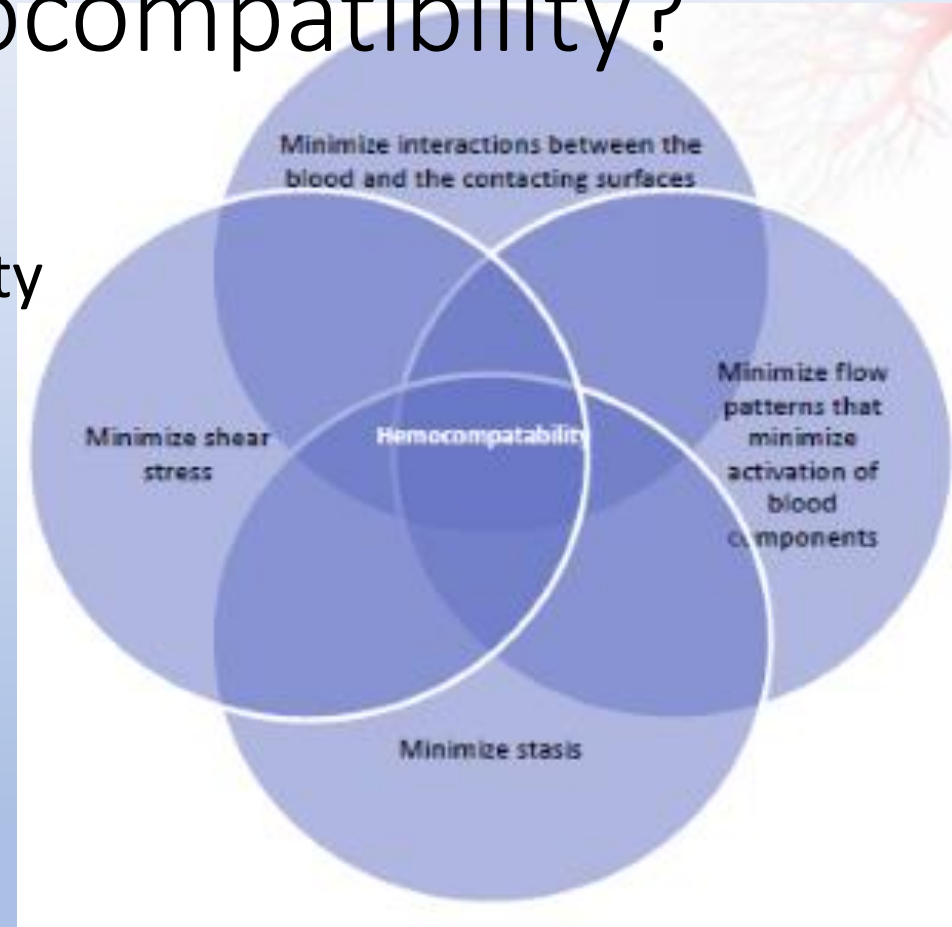 ocompatibility?
Minimize interactions between the
blood and the contacting surfaces
ty
Minimize flow
patterns that
minimize
activation of
blood
components
Minimize shear
stress
Hemocompatability
Minimize stasis